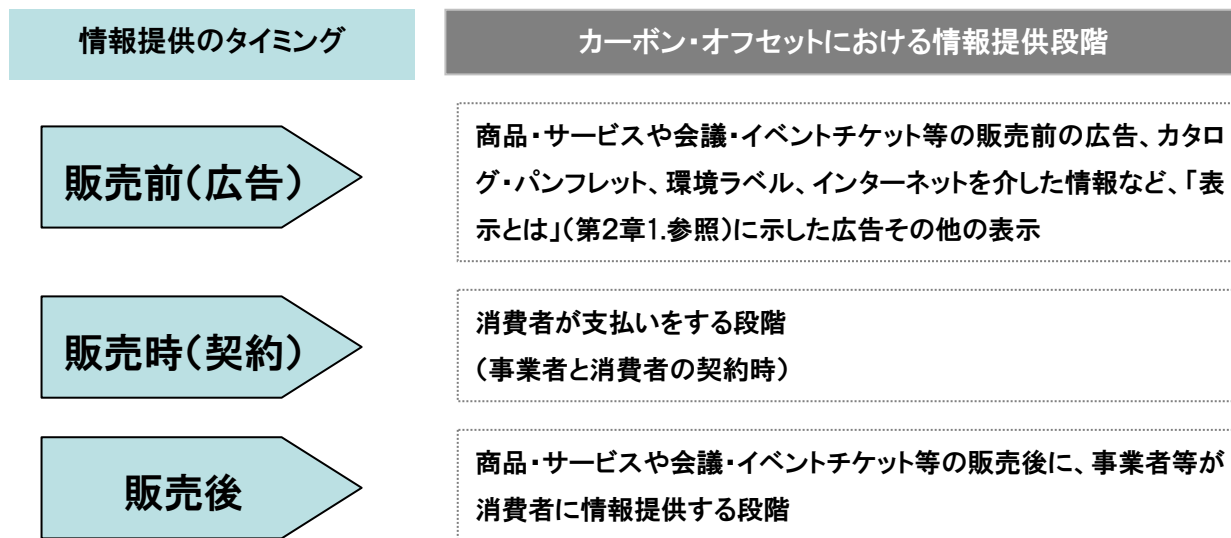 情報提供のタイミング
カーボン・オフセットにおける情報提供段階
販売前(広告)
商品・サービスや会議・イベントチケット等の販売前の広告、カタロ
グ・パンフレット、環境ラベル、インターネットを介した情報など、「表
示とは」(第2章1.参照)に示した広告その他の表示
販売時(契約)
消費者が支払いをする段階
(事業者と消費者の契約時)
販売後
商品・サービスや会議・イベントチケット等の販売後に、事業者等が
消費者に情報提供する段階